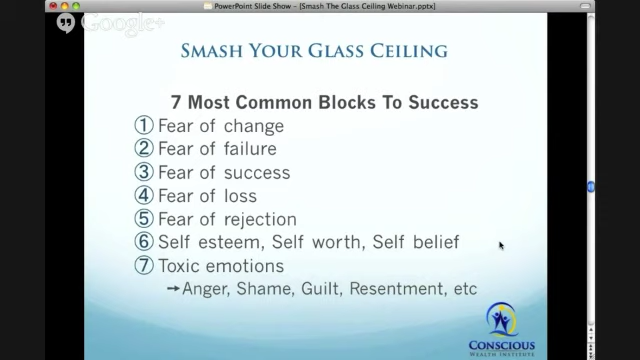 PowerPoint Slide Show - [Smash The Glass Ceiling Webinar.pptx]
Google+
SMASH YOUR GLASS CEILING
7 Most Common Blocks To Success
1 Fear of change
2 Fear of failure
3 Fear of success
4 Fear of loss
5 Fear of rejection
6 Self esteem, Self worth, Self belief
7 Toxic emotions
→Anger, Shame, Guilt, Resentment, etc
CONSCIOUS
WEALTH INSTITUTE